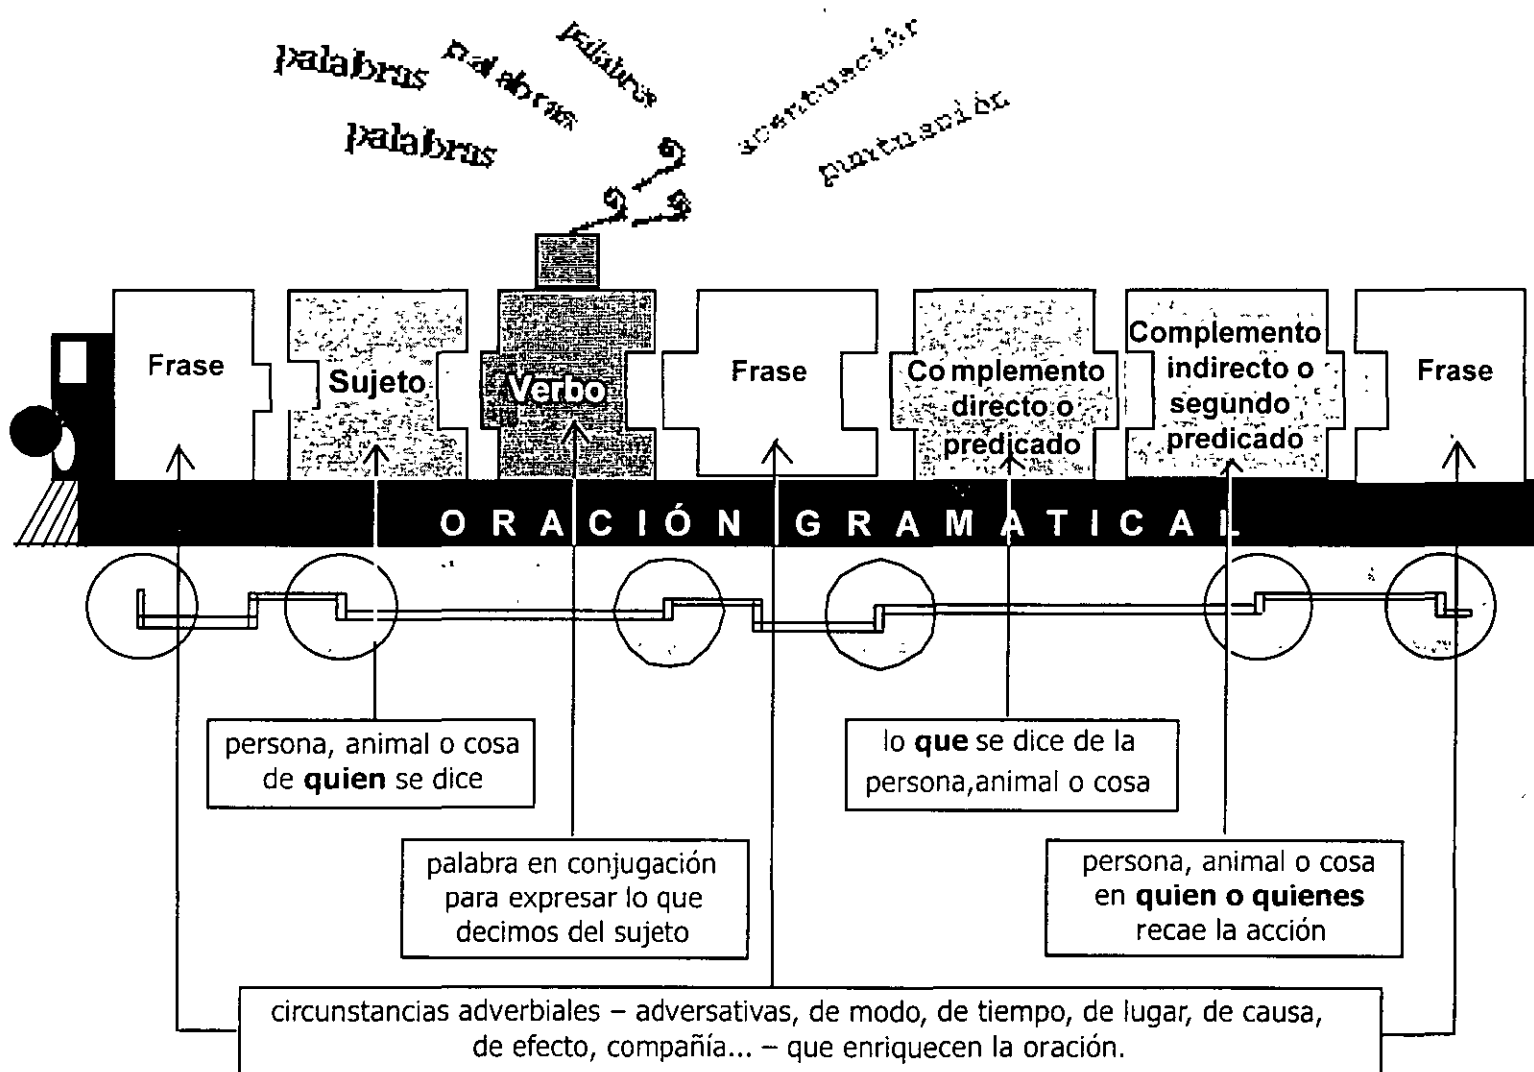 palabras
palabras
palabras
palabras
acentuación
puntuación
Frase
Sujeto
Verbo
Frase
Complemento
directo o
predicado
Complemento
indirecto o
segundo
predicado
Frase
ORACIÓN GRAMATICAL
persona, animal o cosa
de quien se dice
lo que se dice de la
persona,animal o cosa
palabra en conjugación
para expresar lo que
decimos del sujeto
persona, animal o cosa
en quien o quienes
recae la acción
circunstancias adverbiales – adversativas, de modo, de tiempo, de lugar, de causa,
de efecto, compañía... – que enriquecen la oración.